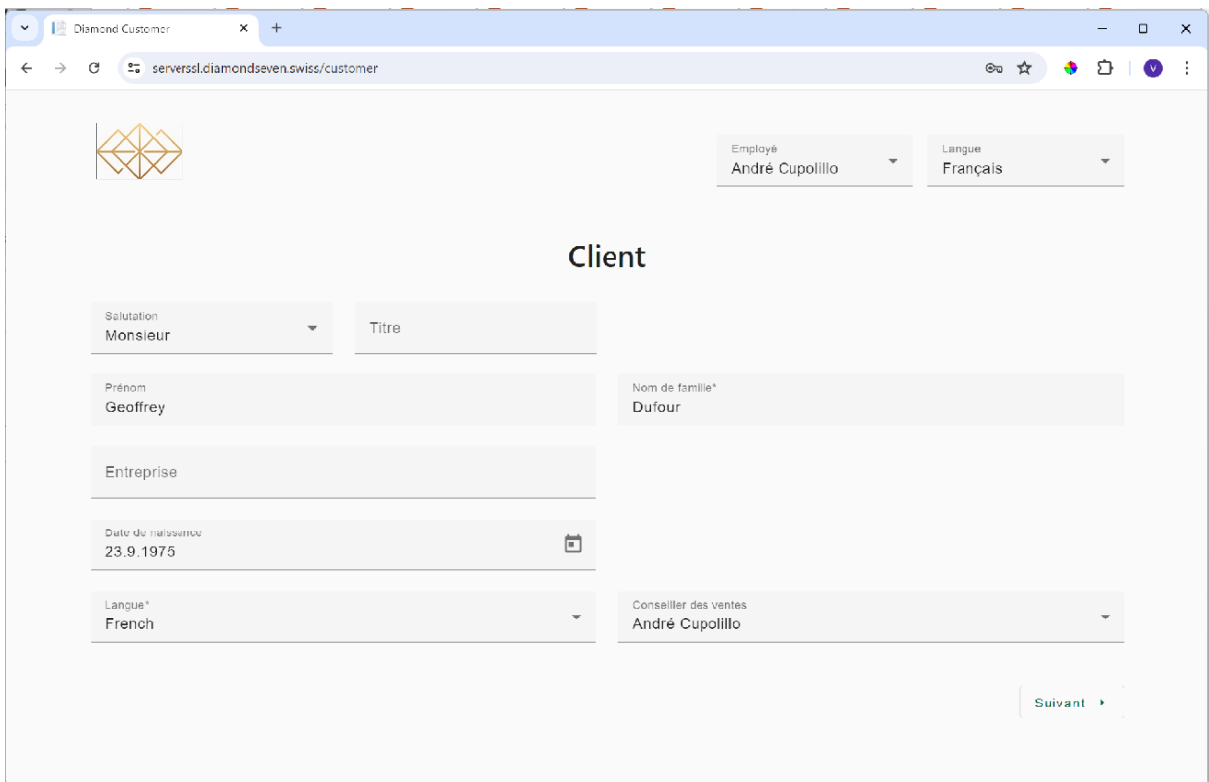 Diamond Customer
serverssl.diamondseven.swiss/customer
V
Employé
André Cupolillo
Langue
Français
Client
Salutation
Monsieur
Titre
Prénom
Geoffrey
Nom de famille*
Dufour
Entreprise
Date de naissance
23.9.1975
Langue*
French
Conseiller des ventes
André Cupolillo
Suivant